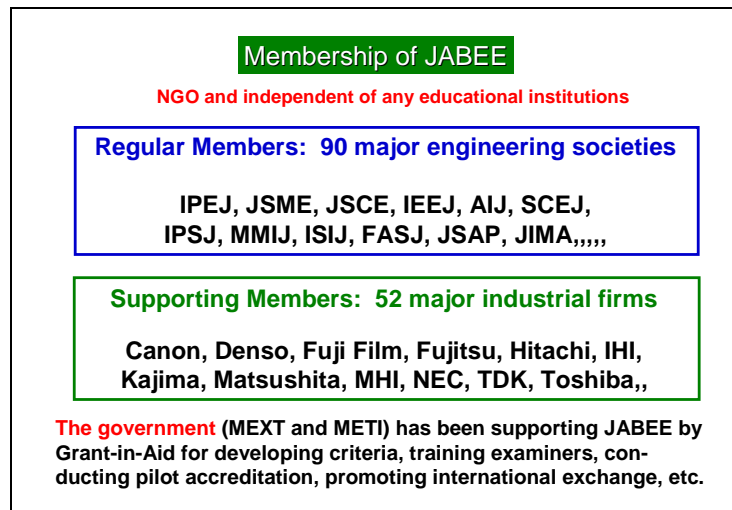 Membership of JABEE
NGO and independent of any educational institutions
Regular Members:  90 major engineering societies
IPEJ, JSME, JSCE, IEEJ, AIJ, SCEJ,
IPSJ, MMIJ, ISIJ, FASJ, JSAP, JIMA,,,,,
Supporting Members:  52 major industrial firms
Canon, Denso, Fuji Film, Fujitsu, Hitachi, IHI,
Kajima, Matsushita, MHI, NEC, TDK, Toshiba,,
The government (MEXT and METI) has been supporting JABEE by
Grant-in-Aid for developing criteria, training examiners, con-
ducting pilot accreditation, promoting international exchange, etc.